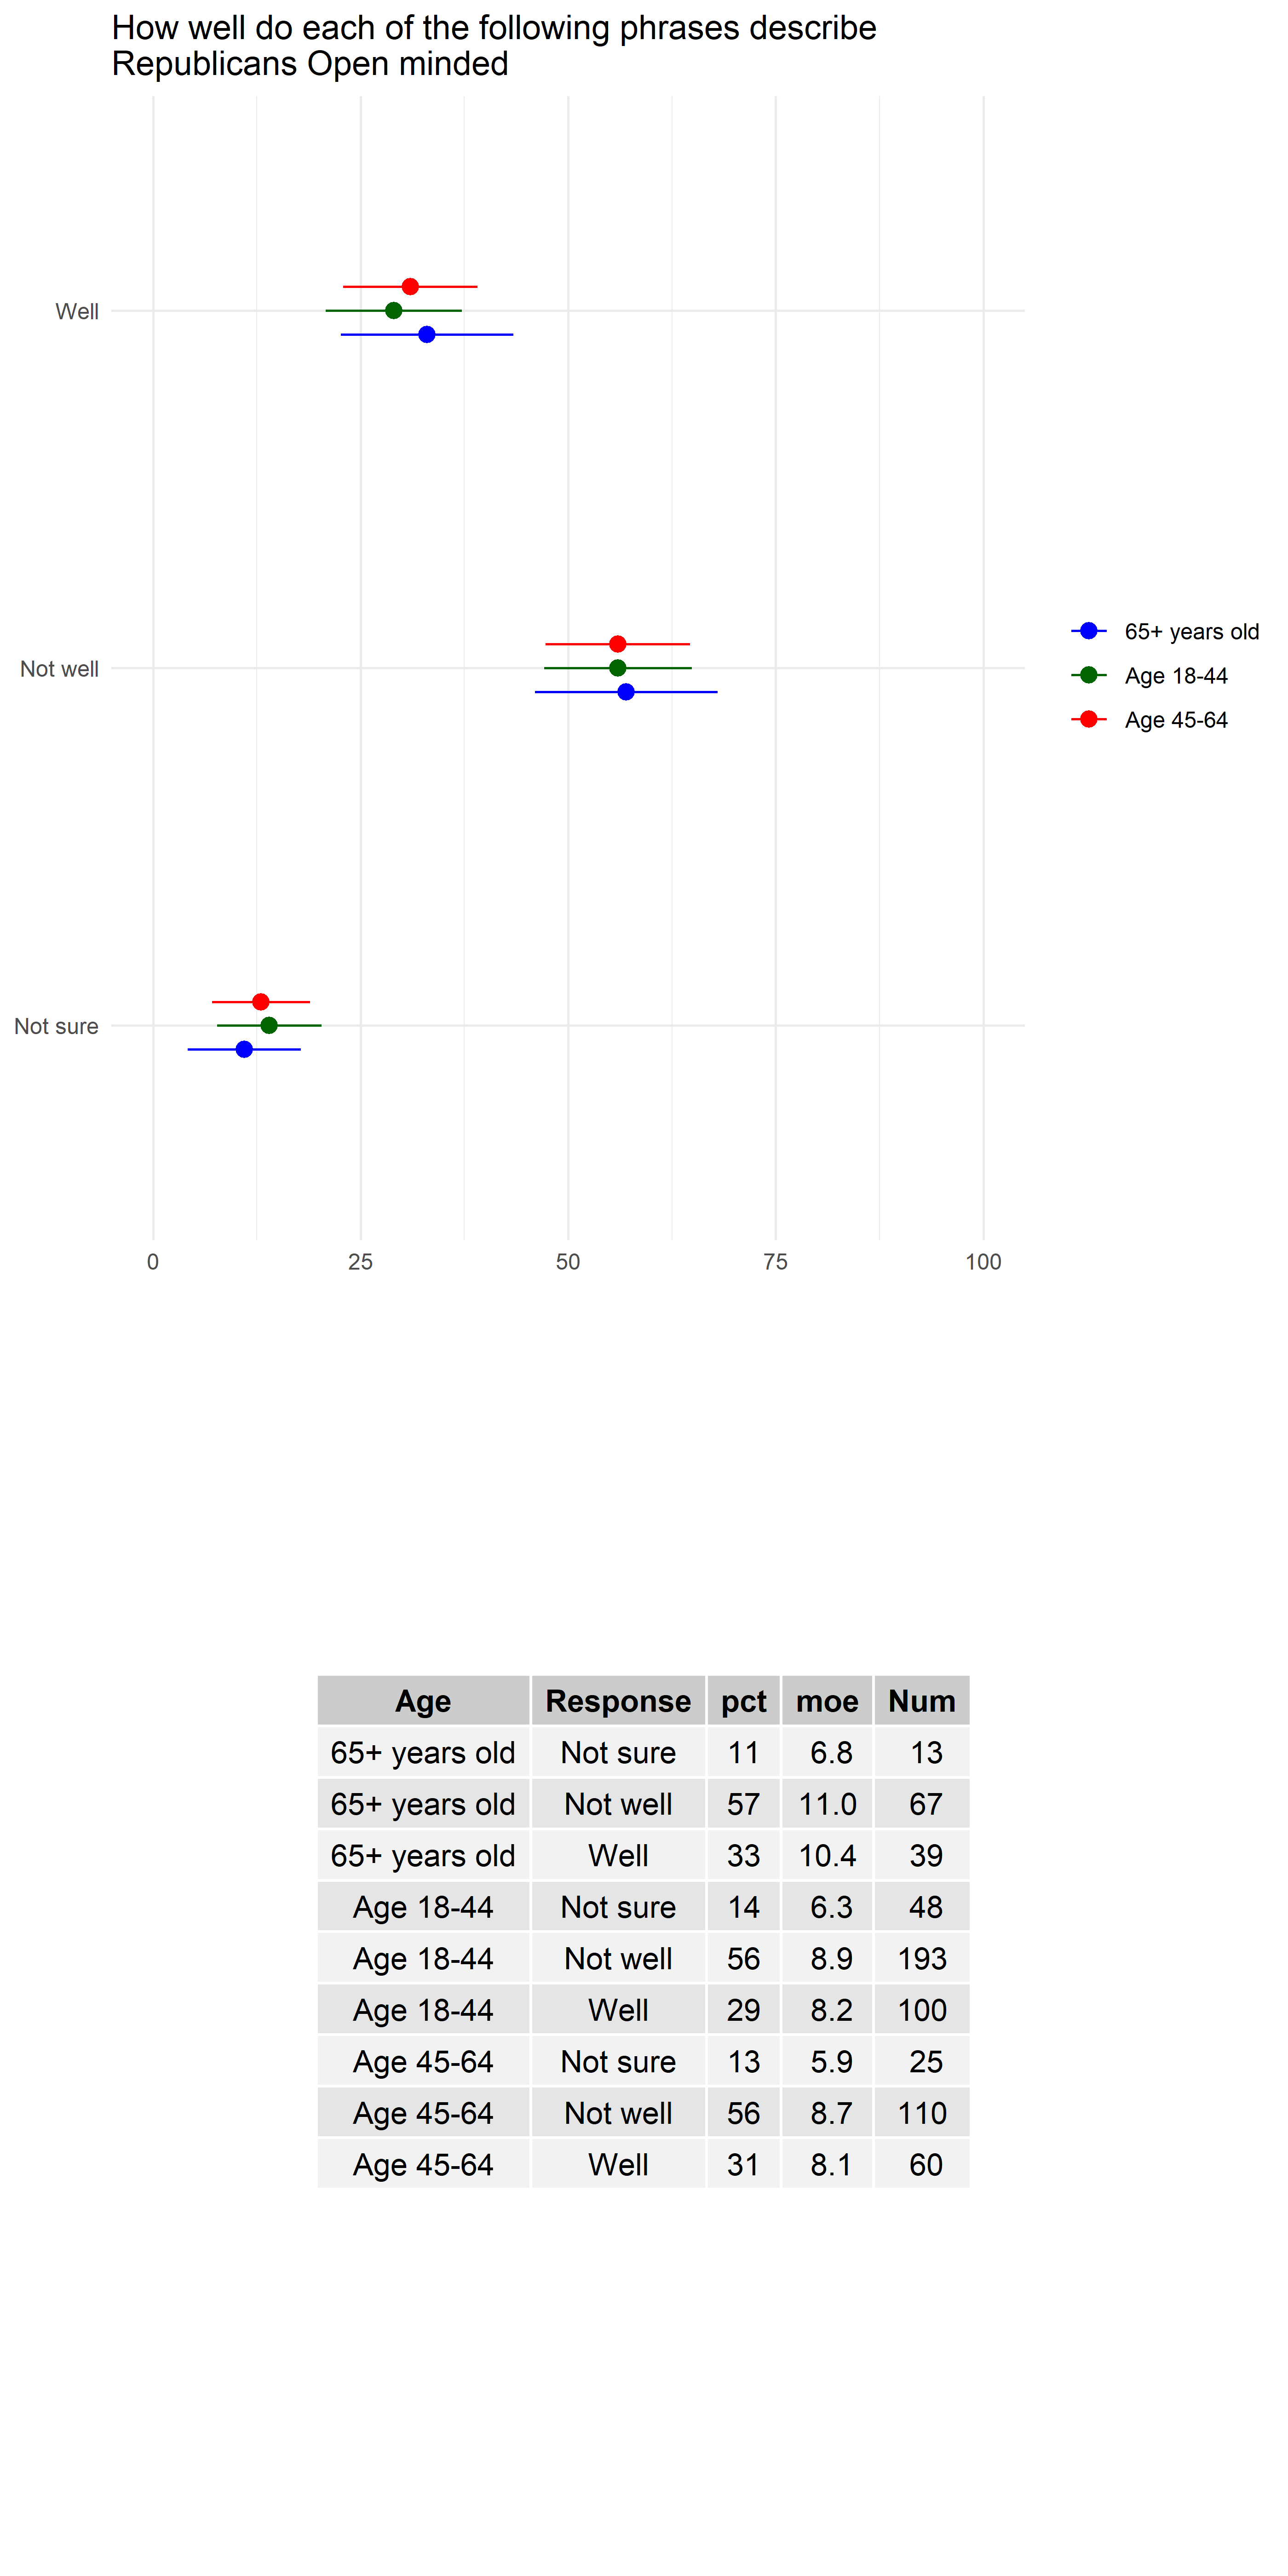 How well do each of the following phrases describe
Republicans Open minded
Well
Not well
Not sure
0 25 50 75 100
65+ years old
Age 18-44
Age 45-64
Age Response pct moe Num
65+ years old Not sure 11 6.8 13
65+ years old Not well 57 11.0 67
65+ years old Well 33 10.4 39
Age 18-44 Not sure 14 6.3 48
Age 18-44 Not well 56 8.9 193
Age 18-44 Well 29 8.2 100
Age 45-64 Not sure 13 5.9 25
Age 45-64 Not well 56 8.7 110
Age 45-64 Well 31 8.1 60